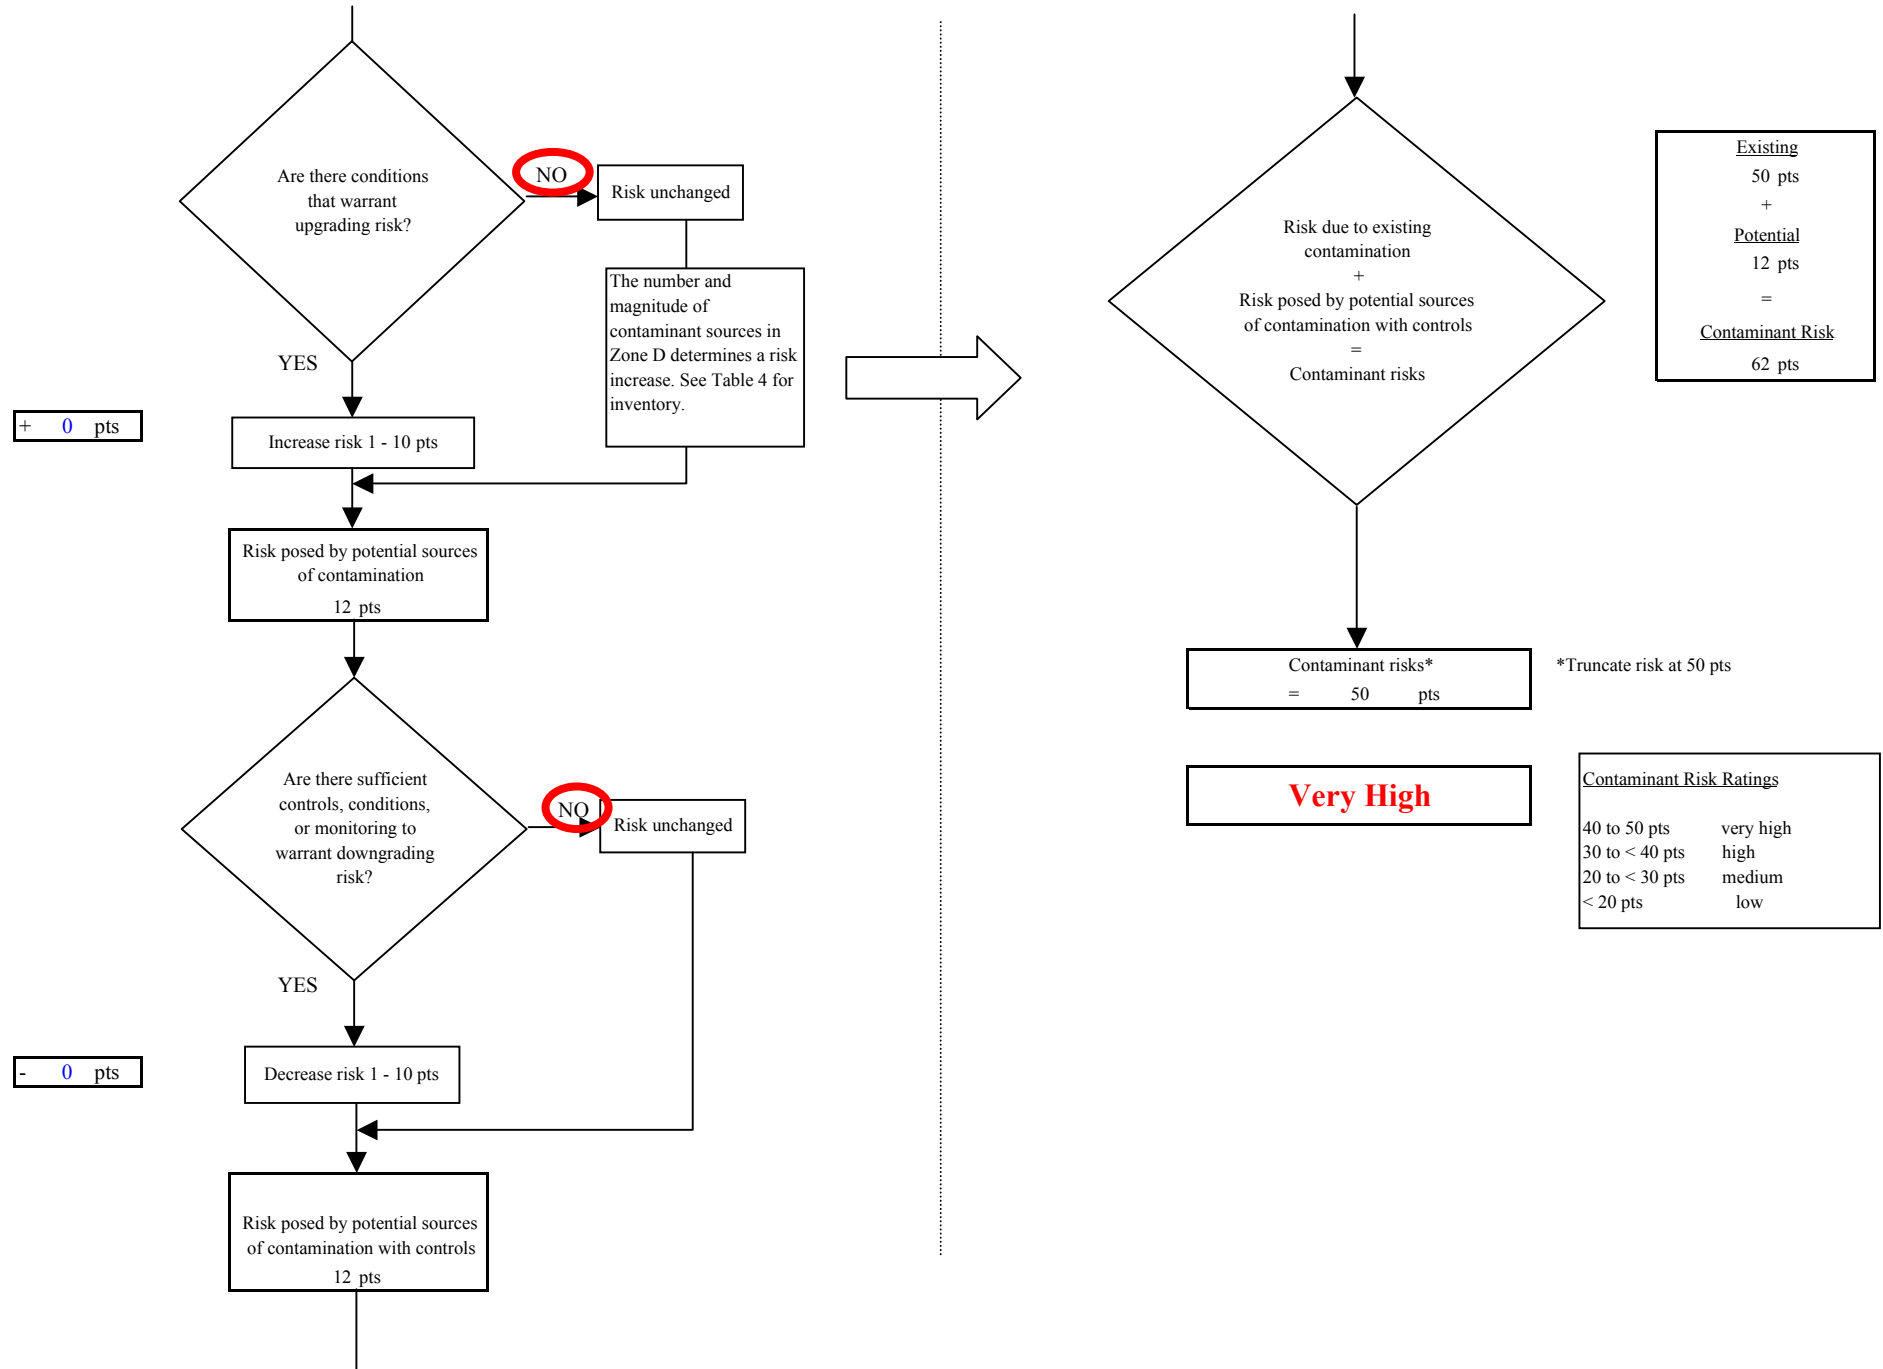 Are there conditions
that warrant
upgrading risk?
NO
Risk unchanged
The number and
magnitude of
contaminant sources in
Zone D determines a risk
increase. See Table 4 for
inventory.
YES
+ 0 pts
Increase risk 1 - 10 pts
Risk posed by potential sources
of contamination
12 pts
Are there sufficient
controls, conditions,
or monitoring to
warrant downgrading
risk?
NO
Risk unchanged
YES
- 0 pts
Decrease risk 1 - 10 pts
Risk posed by potential sources
of contamination with controls
12 pts
Risk due to existing
contamination
+
Risk posed by potential sources
of contamination with controls
=
Contaminant risks
Existing
50 pts
+
Potential
12 pts
=
Contaminant Risk
62 pts
Contaminant risks*
= 50 pts
*Truncate risk at 50 pts
Very High
Contaminant Risk Ratings
40 to 50 pts very high
30 to < 40 pts high
20 to < 30 pts medium
< 20 pts low